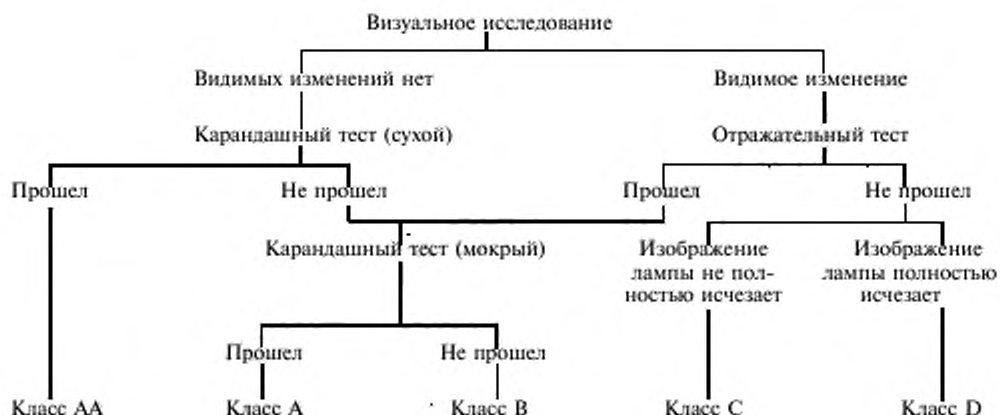 Визуальное исследование
Видимых изменений нет
Видимое изменение
Карандашный тест (сухой)
Отражательный тест
Прошел
Не прошел
Прошел
Не прошел
Карандашный тест (мокрый)
Изображение
лампы не пол-
ностью исчезает
Изображение
лампы полностью
исчезает
Прошел
Не прошел
Класс АА
Класс А
Класс В
Класс С
Класс D